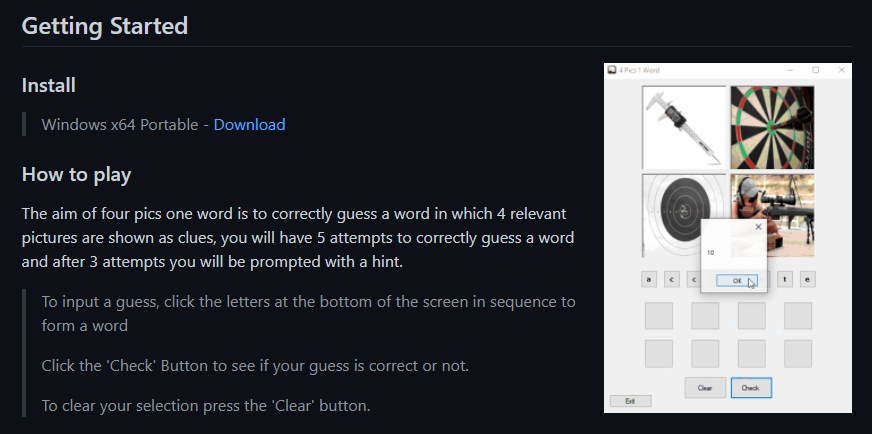 Getting Started
Install
Windows x64 Portable - Download
How to play
The aim of four pics one word is to correctly guess a word in which 4 relevant
pictures are shown as clues, you will have 5 attempts to correctly guess a word
and after 3 attempts you will be prompted with a hint.
To input a guess, click the letters at the bottom of the screen in sequence to
form a word
Click the 'Check' Button to see if your guess is correct or not.
To clear your selection press the 'Clear' button.
4 Pics 1 Word
10
OK
a c c t e
Clear Check
Exit